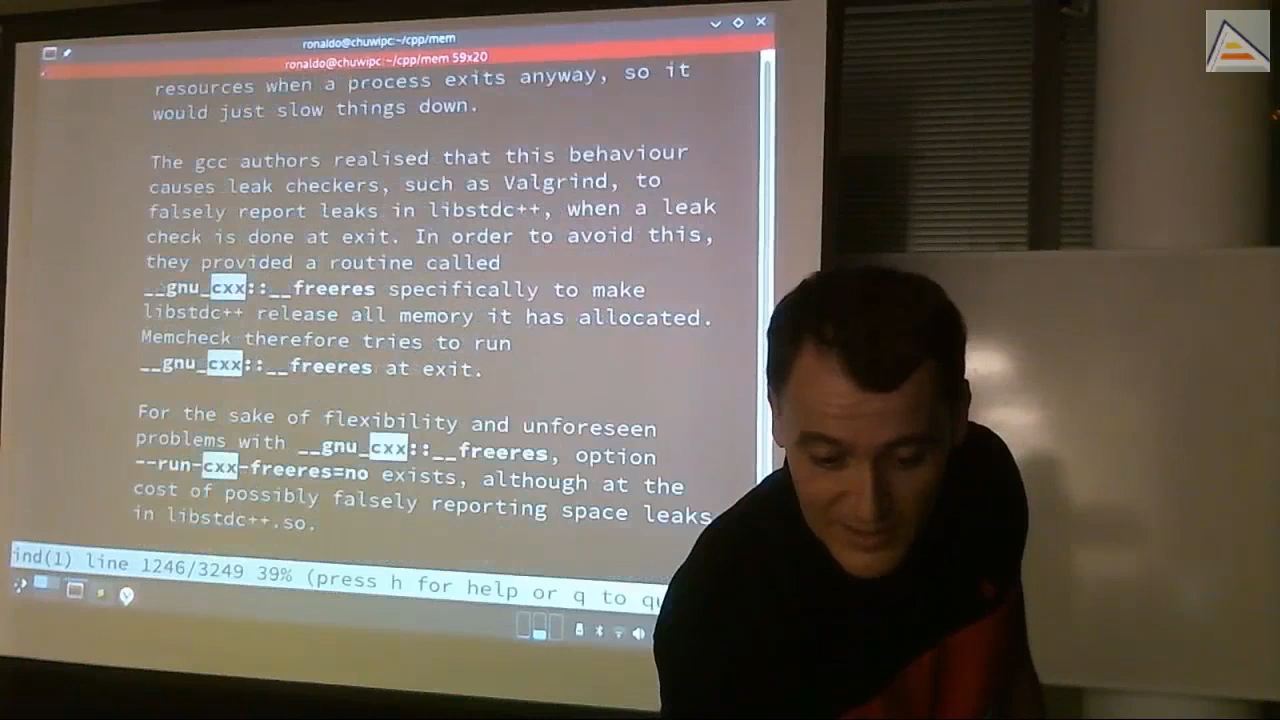 ronaldo@chuwipc:~/cpp/mem
ronaldo@chuwipc:~/cpp/mem 59x20
resources when a process exits anyway, so it
would just slow things down.
The gcc authors realised that this behaviour
causes leak checkers, such as Valgrind, to
falsely report leaks in libstdc++, when a leak
check is done at exit. In order to avoid this,
they provided a routine called
__gnu_cxx::__freeres specifically to make
libstdc++ release all memory it has allocated.
Memcheck therefore tries to run
__gnu_cxx::__freeres at exit.
For the sake of flexibility and unforeseen
problems with __gnu_cxx::__freeres, option
--run-cxx-freeres=no exists, although at the
cost of possibly falsely reporting space leaks
in libstdc++.so.
ind(1) line 1246/3249 39% (press h for help or q to qu